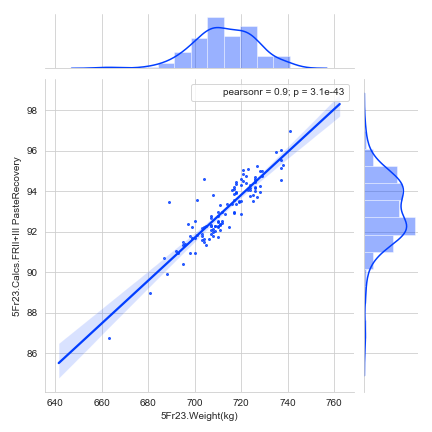 pearsonr = 0.9; p = 3.1e-43
98
96
94
92
90
88
86
5Fr23.Calcs.FRII+III PasteRecovery
640 660 680 700 720 740 760
5Fr23.Weight(kg)